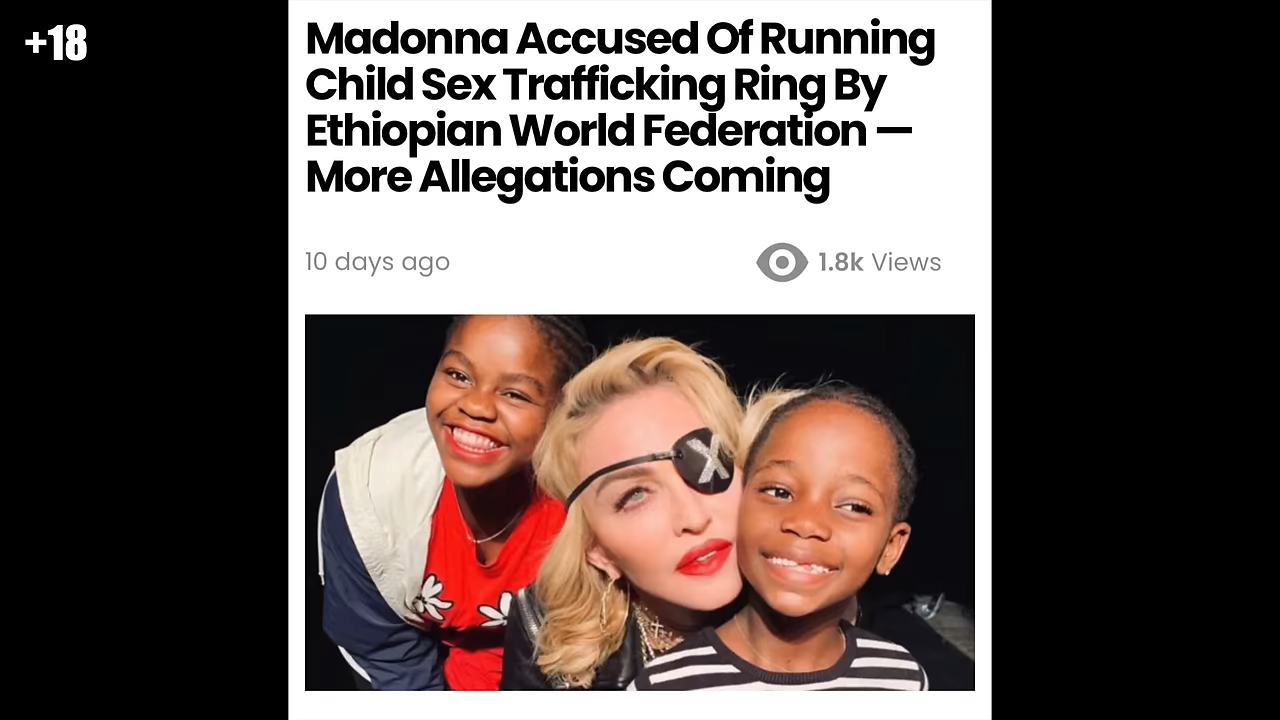 +18
Madonna Accused Of Running
Child Sex Trafficking Ring By
Ethiopian World Federation —
More Allegations Coming
10 days ago
1.8k Views
X